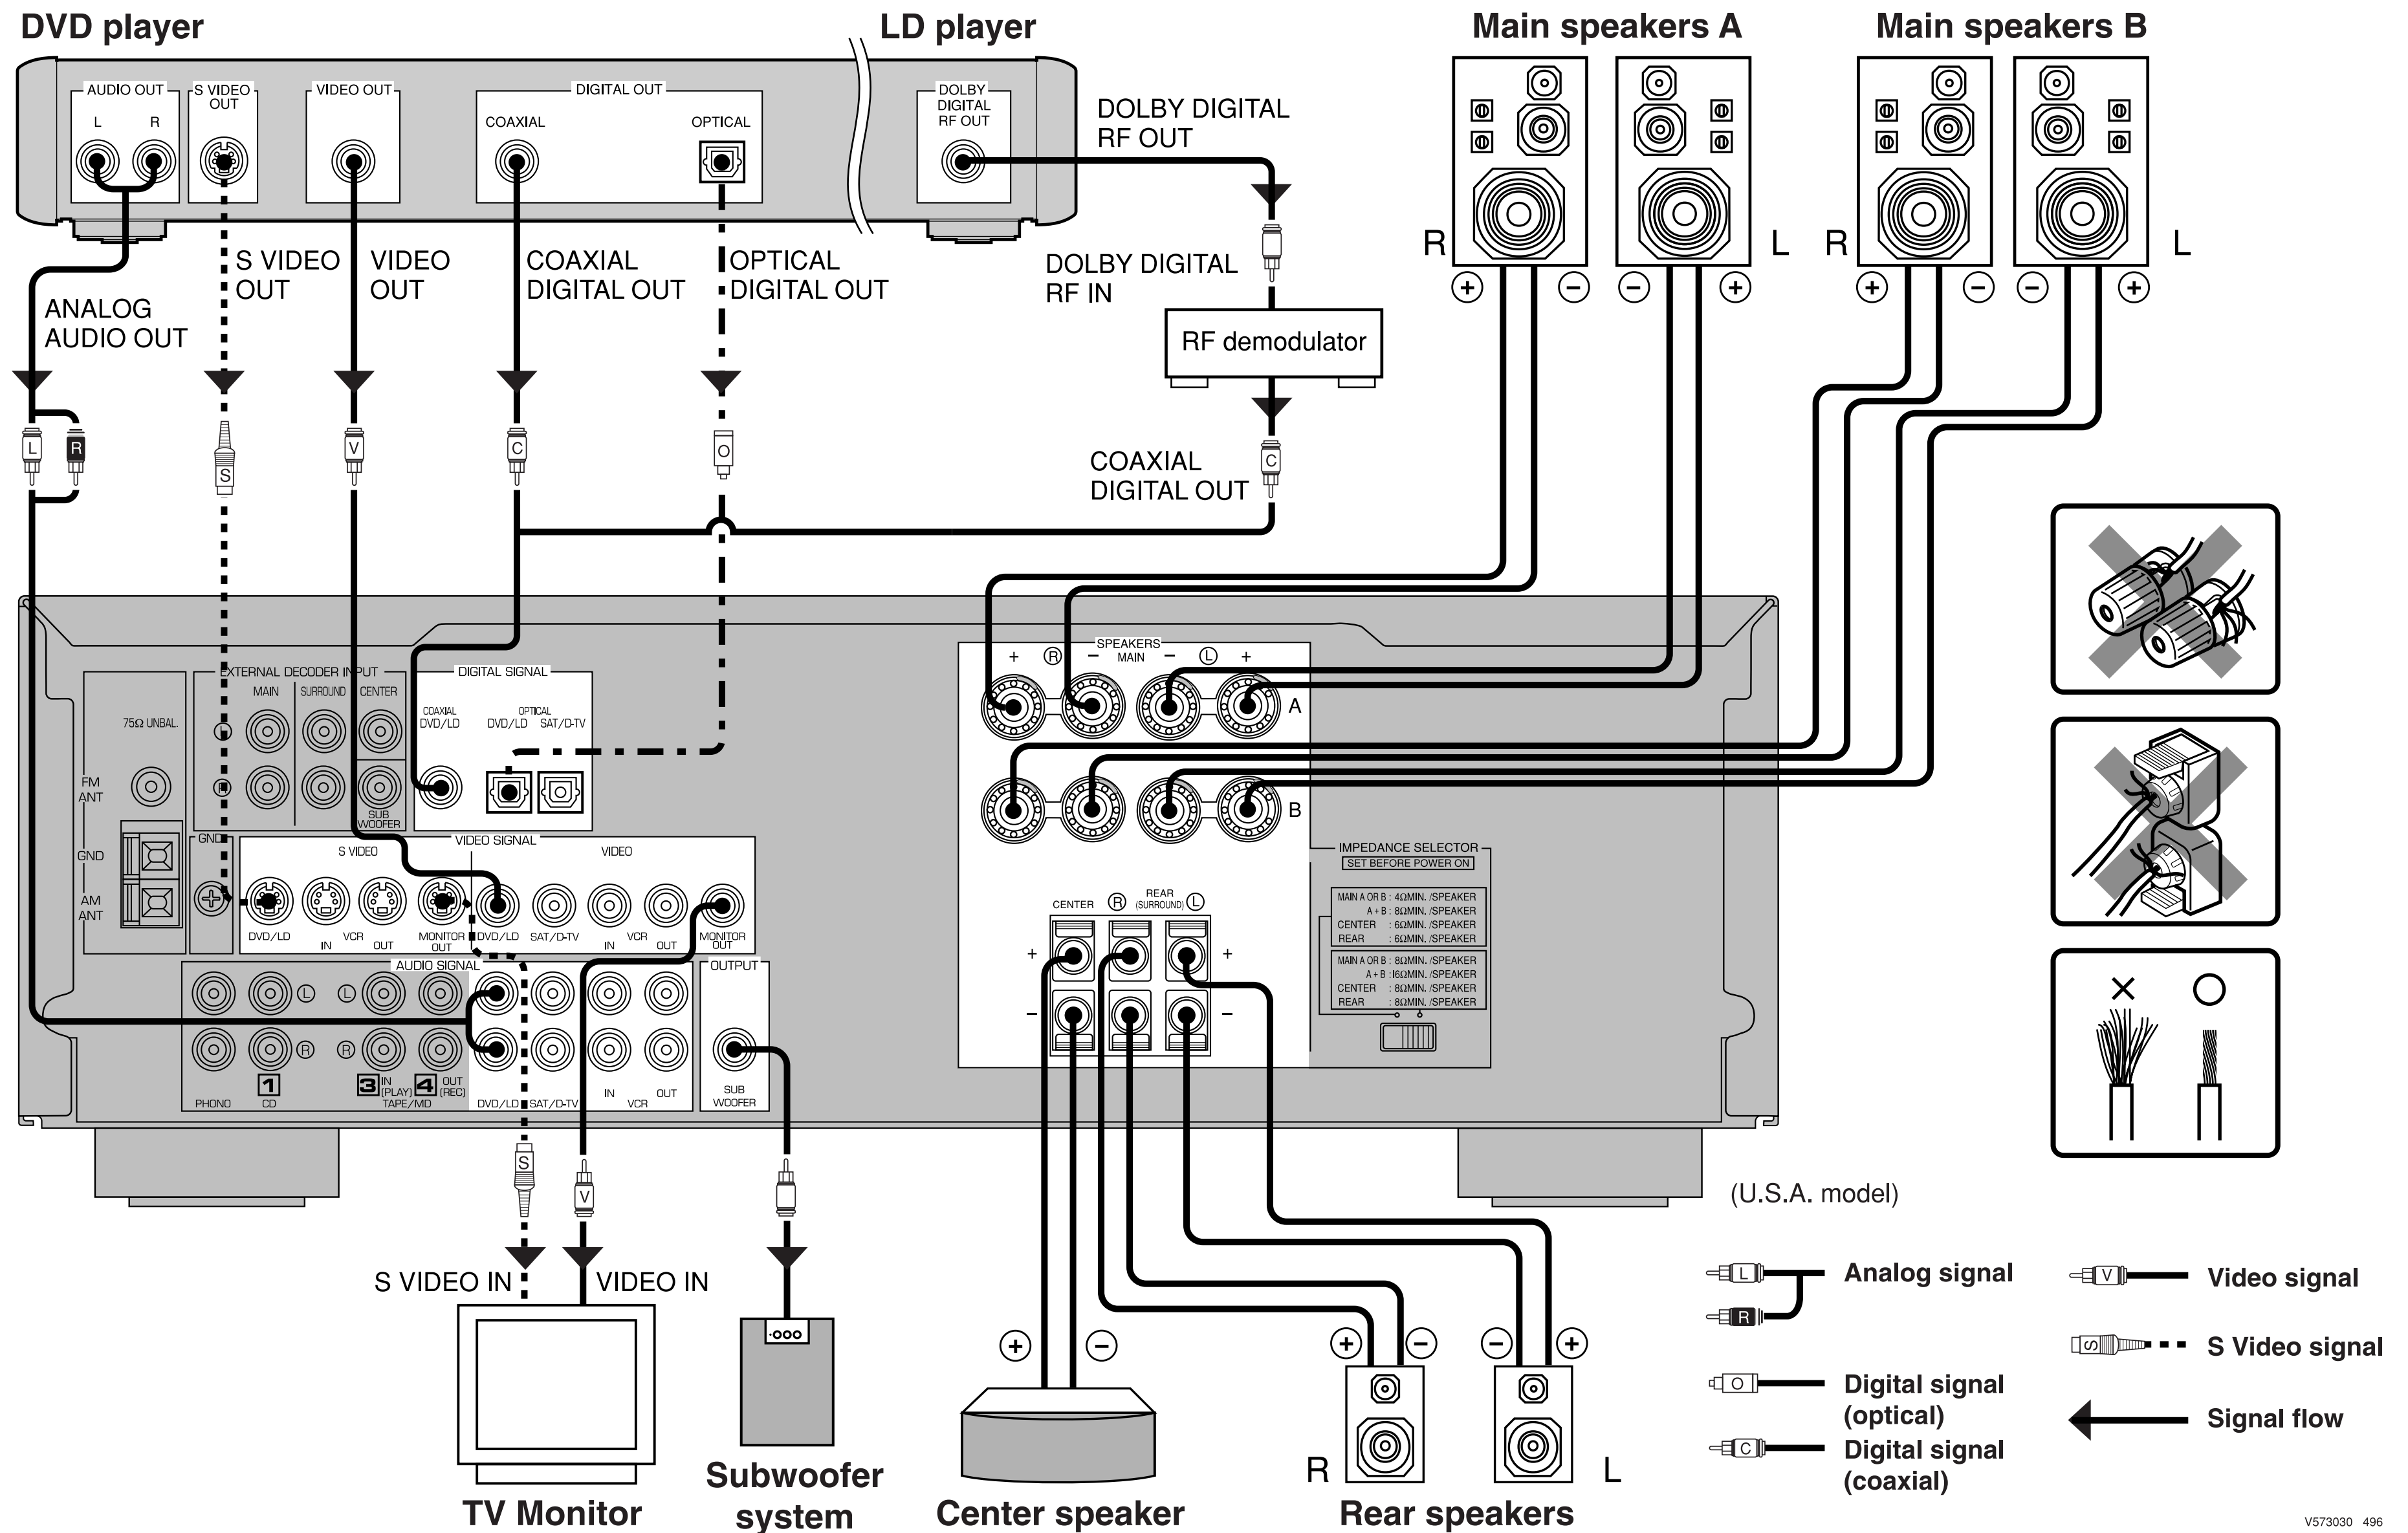 DVD player
LD player
Main speakers A
Main speakers B
AUDIO OUT
L R
S VIDEO
OUT
VIDEO OUT
DIGITAL OUT
COAXIAL
OPTICAL
DOLBY
DIGITAL
RF OUT
DOLBY DIGITAL
RF OUT
R
L
R
L
+ −
− +
+ −
− +
S VIDEO
OUT
VIDEO
OUT
COAXIAL
DIGITAL OUT
OPTICAL
DIGITAL OUT
DOLBY DIGITAL
RF IN
ANALOG
AUDIO OUT
RF demodulator
L
R
S
V
C
O
C
COAXIAL
DIGITAL OUT
EXTERNAL DECODER INPUT
MAIN
SURROUND
CENTER
L
R
SUB
WOOFER
75Ω UNBAL.
FM
ANT
GND
AM
ANT
GND
DIGITAL SIGNAL
COAXIAL
DVD/LD
OPTICAL
DVD/LD SAT/D-TV
SPEAKERS
MAIN
+ R − − L +
A
B
VIDEO SIGNAL
S VIDEO
VIDEO
DVD/LD
IN
VCR
OUT
MONITOR
OUT
DVD/LD
SAT/D-TV
IN
VCR
OUT
MONITOR
OUT
AUDIO SIGNAL
OUTPUT
L L
R R
1
3
IN
(PLAY)
4
OUT
(REC)
PHONO
CD
TAPE/MD
DVD/LD
SAT/D-TV
IN
VCR
OUT
SUB
WOOFER
CENTER
R
REAR
(SURROUND)
L
+ +
− −
IMPEDANCE SELECTOR
SET BEFORE POWER ON
MAIN A OR B : 4ΩMIN. /SPEAKER
A + B : 8ΩMIN. /SPEAKER
CENTER : 6ΩMIN. /SPEAKER
REAR : 6ΩMIN. /SPEAKER
MAIN A OR B : 8ΩMIN. /SPEAKER
A + B : 16ΩMIN. /SPEAKER
CENTER : 8ΩMIN. /SPEAKER
REAR : 8ΩMIN. /SPEAKER
S
V
S VIDEO IN
VIDEO IN
+ −
+ −
− +
R
L
TV Monitor
Subwoofer
system
Center speaker
Rear speakers
(U.S.A. model)
L
R
Analog signal
O
Digital signal
(optical)
C
Digital signal
(coaxial)
V
Video signal
S
S Video signal
Signal flow
V573030 496